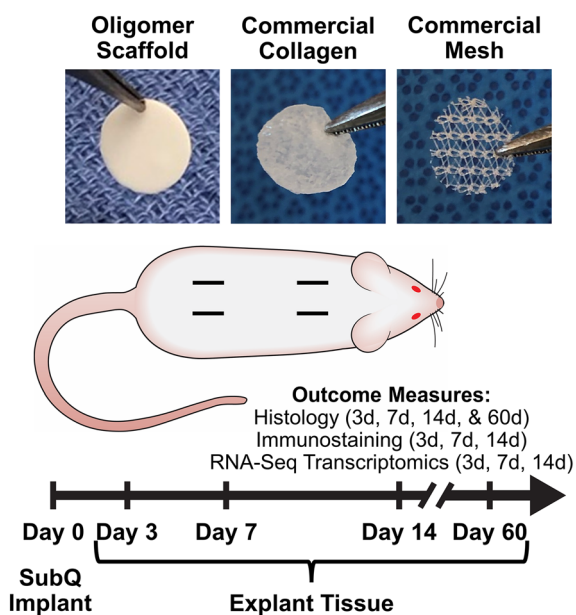 Oligomer
Scaffold
Commercial
Collagen
Commercial
Mesh
Outcome Measures:
Histology (3d, 7d, 14d, & 60d)
Immunostaining (3d, 7d, 14d)
RNA-Seq Transcriptomics (3d, 7d, 14d)
Day 0 Day 3 Day 7 Day 14 Day 60
SubQ
Implant
Explant Tissue